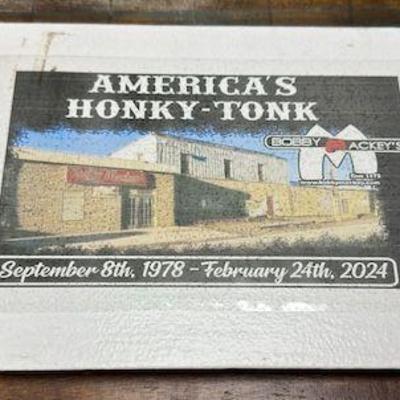 AMERICA'S
HONKY-TONK
BOBBY MACKEY'S
September 8th, 1978 - February 24th, 2024